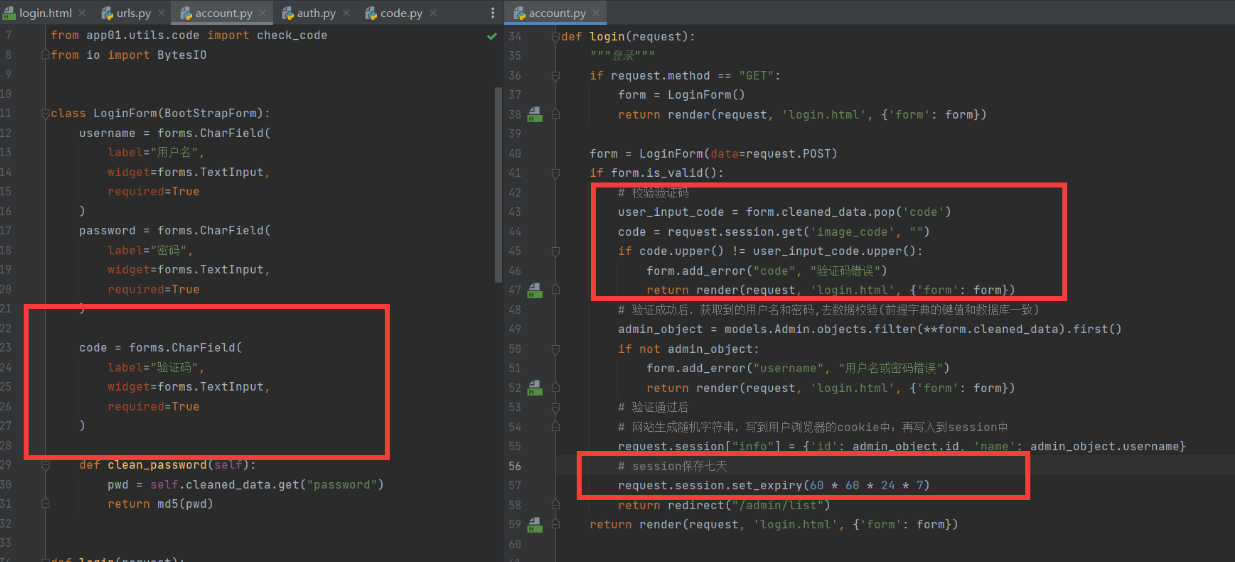 login.html
urls.py
account.py
auth.py
code.py
account.py
7 from app01.utils.code import check_code
8 from io import BytesIO
9
10
11 class LoginForm(BootStrapForm):
12 username = forms.CharField(
13 label="用户名",
14 widget=forms.TextInput,
15 required=True
16 )
17 password = forms.CharField(
18 label="密码",
19 widget=forms.TextInput,
20 required=True
21 )
22
23 code = forms.CharField(
24 label="验证码",
25 widget=forms.TextInput,
26 required=True
27 )
28
29 def clean_password(self):
30 pwd = self.cleaned_data.get("password")
31 return md5(pwd)
32
33
34 def login(request):
34 def login(request):
35 """登录"""
36 if request.method == "GET":
37 form = LoginForm()
38 return render(request, 'login.html', {'form': form})
39
40 form = LoginForm(data=request.POST)
41 if form.is_valid():
42 # 校验验证码
43 user_input_code = form.cleaned_data.pop('code')
44 code = request.session.get('image_code', "")
45 if code.upper() != user_input_code.upper():
46 form.add_error("code", "验证码错误")
47 return render(request, 'login.html', {'form': form})
48 # 验证成功后，获取到的用户名和密码,去数据校验(前提字典的键值和数据库一致)
49 admin_object = models.Admin.objects.filter(**form.cleaned_data).first()
50 if not admin_object:
51 form.add_error("username", "用户名或密码错误")
52 return render(request, 'login.html', {'form': form})
53 # 验证通过后
54 # 网站生成随机字符串，写到用户浏览器的cookie中；再写入到session中
55 request.session["info"] = {'id': admin_object.id, 'name': admin_object.username}
56 # session保存七天
57 request.session.set_expiry(60 * 60 * 24 * 7)
58 return redirect("/admin/list")
59 return render(request, 'login.html', {'form': form})
60